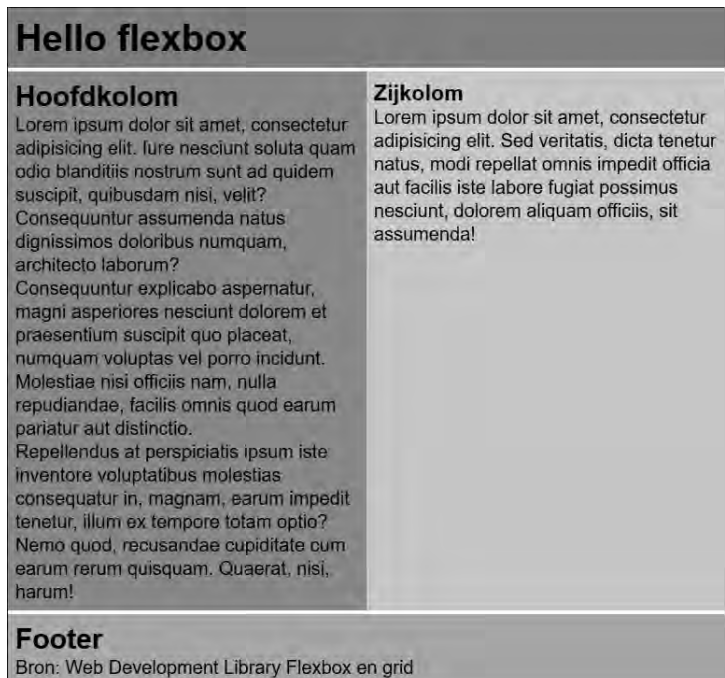 Hello flexbox
Hoofdkolom
Lorem ipsum dolor sit amet, consectetur
adipisicing elit. Iure nesciunt soluta quam
odio blanditiis nostrum sunt ad quidem
suscipit, quibusdam nisi, velit?
Consequuntur assumenda natus
dignissimos doloribus numquam,
architecto laborum?
Consequuntur explicabo aspernatur,
magni asperiores nesciunt dolorem et
praesentium suscipit quo placeat,
numquam voluptas vel porro incidunt.
Molestiae nisi officiis nam, nulla
repudiandae, facilis omnis quod earum
pariatur aut distinctio.
Repellendus at perspiciatis ipsum iste
inventore voluptatibus molestias
consequatur in, magnam, earum impedit
tenetur, illum ex tempore totam optio?
Nemo quod, recusandae cupiditate cum
earum rerum quisquam. Quaerat, nisi,
harum!
Zijkolom
Lorem ipsum dolor sit amet, consectetur
adipisicing elit. Sed veritatis, dicta tenetur
natus, modi repellat omnis impedit officia
aut facilis iste labore fugiat possimus
nesciunt, dolorem aliquam officiis, sit
assumenda!
Footer
Bron: Web Development Library Flexbox en grid